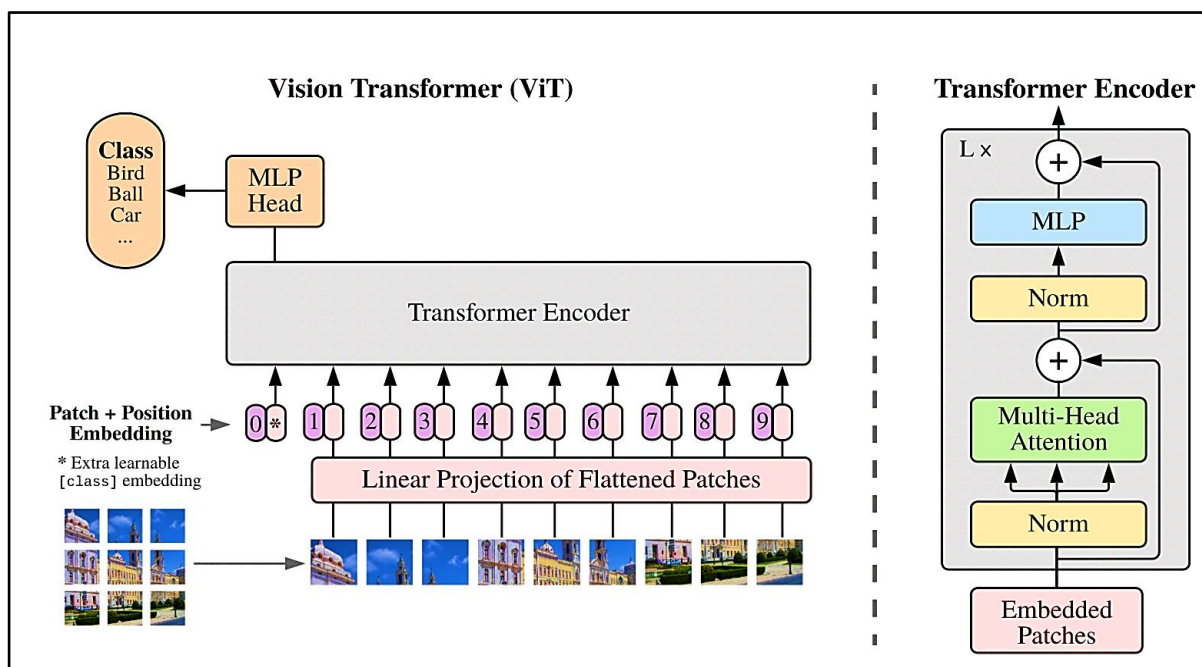 Vision Transformer (ViT)
Class
Bird
Ball
Car
...
MLP
Head
Transformer Encoder
Patch + Position
Embedding
0 * 1 2 3 4 5 6 7 8 9
* Extra learnable
[class] embedding
Linear Projection of Flattened Patches
Transformer Encoder
L ×
+
MLP
Norm
+
Multi-Head
Attention
Norm
Embedded
Patches